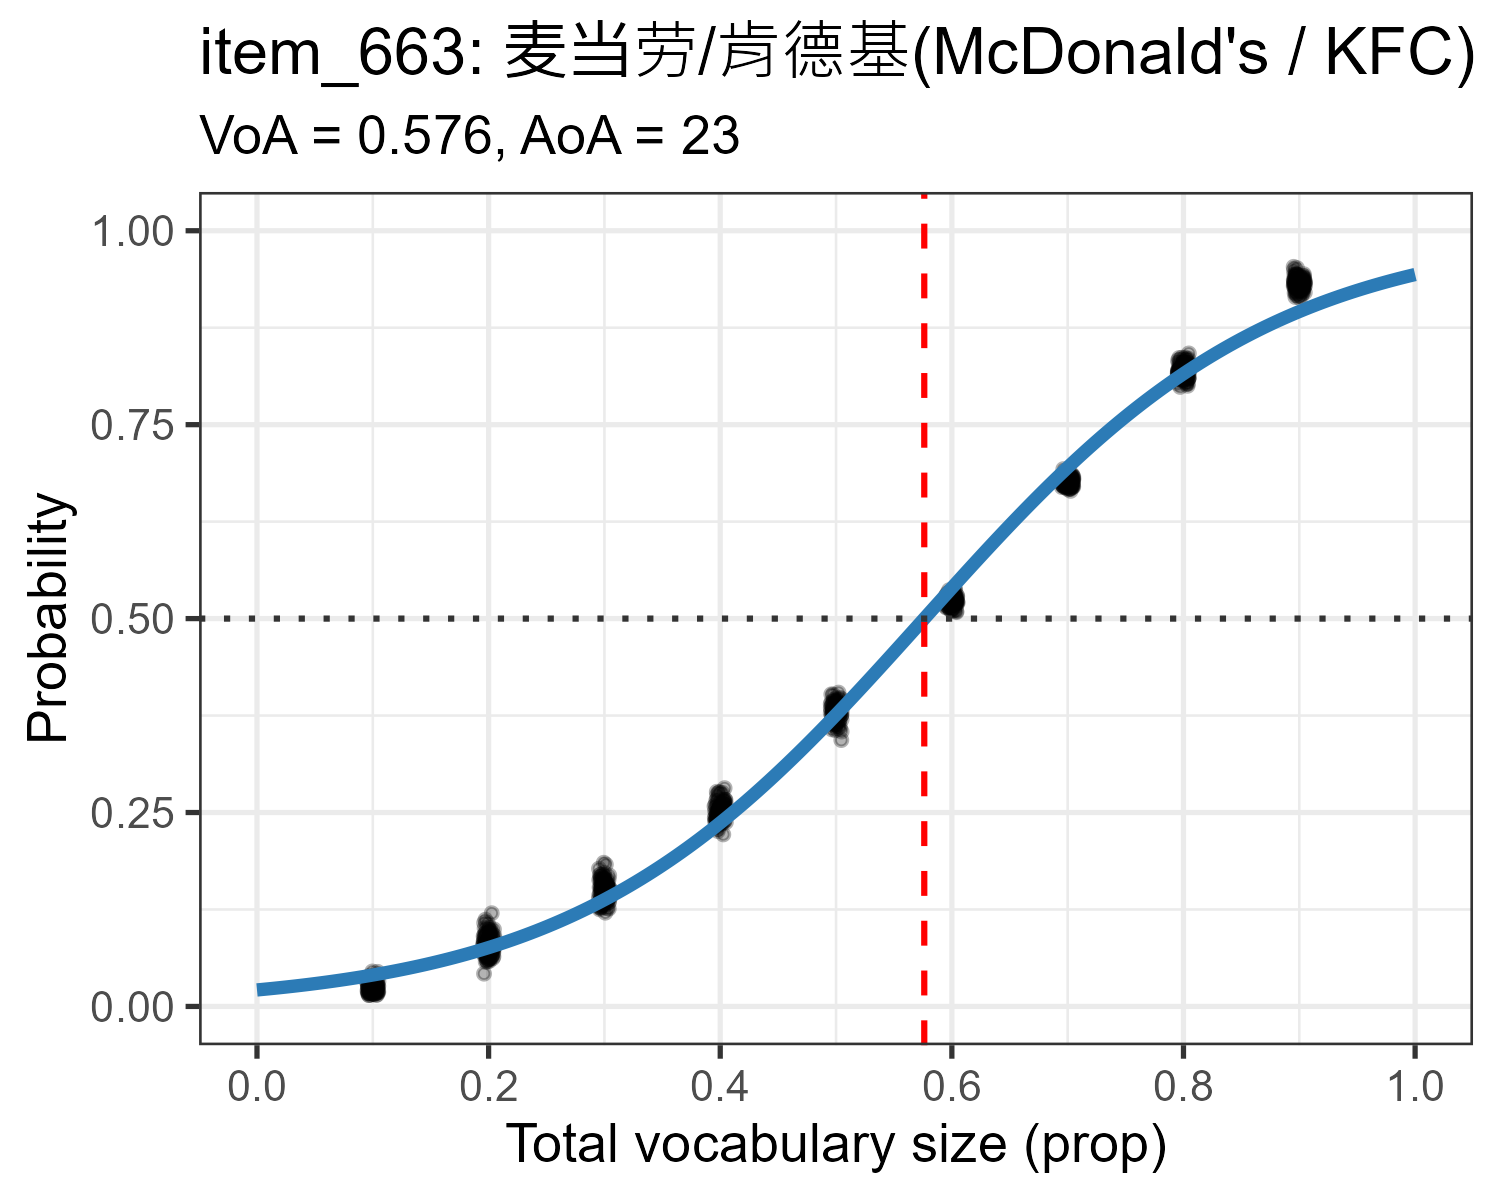 item_663: 麦当劳/肯德基(McDonald's / KFC)
VoA = 0.576, AoA = 23
1.00
0.75
0.50
0.25
0.00
Probability
0.0 0.2 0.4 0.6 0.8 1.0
Total vocabulary size (prop)